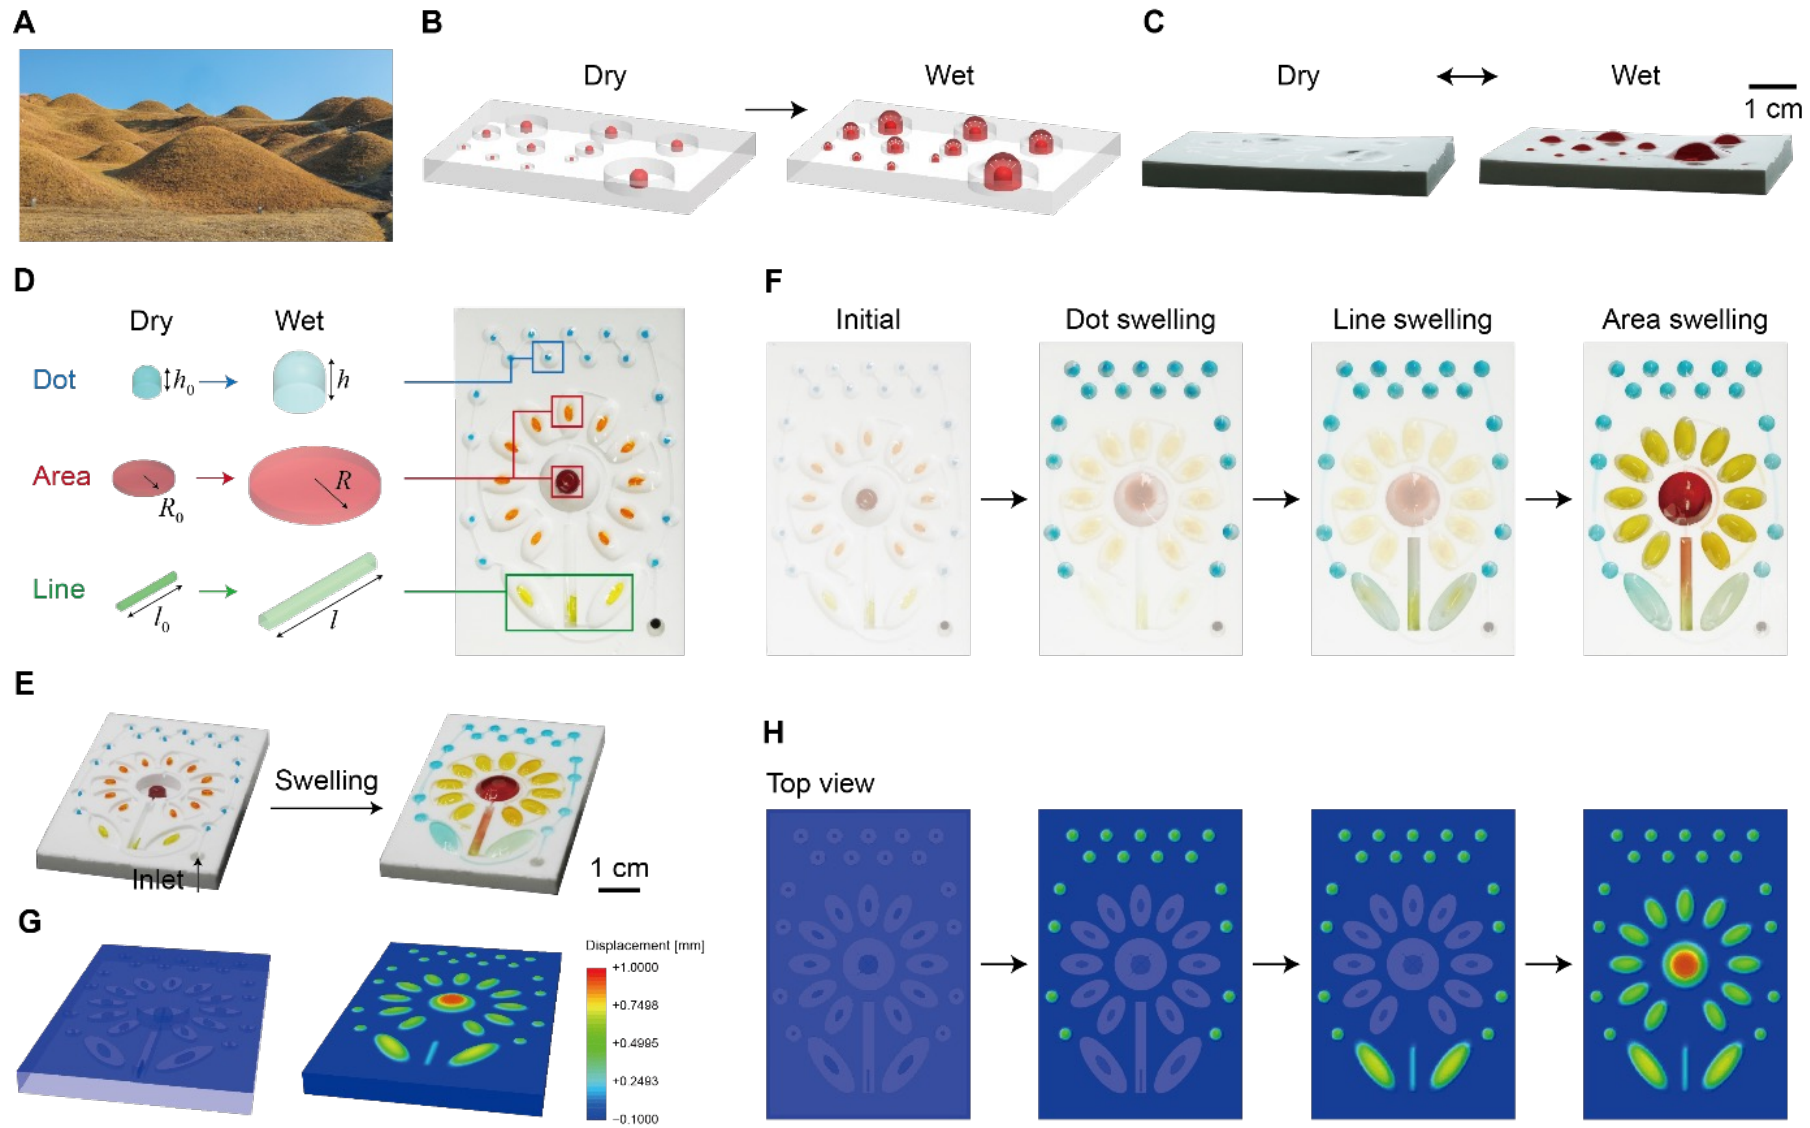 A
B
Dry
Wet
C
Dry
Wet
1 cm
D
Dry
Wet
Dot
h0
h
Area
R0
R
Line
l0
l
E
Swelling
Inlet
1 cm
F
Initial
Dot swelling
Line swelling
Area swelling
G
Displacement [mm]
+1.0000
+0.7498
+0.4995
+0.2493
−0.1000
H
Top view